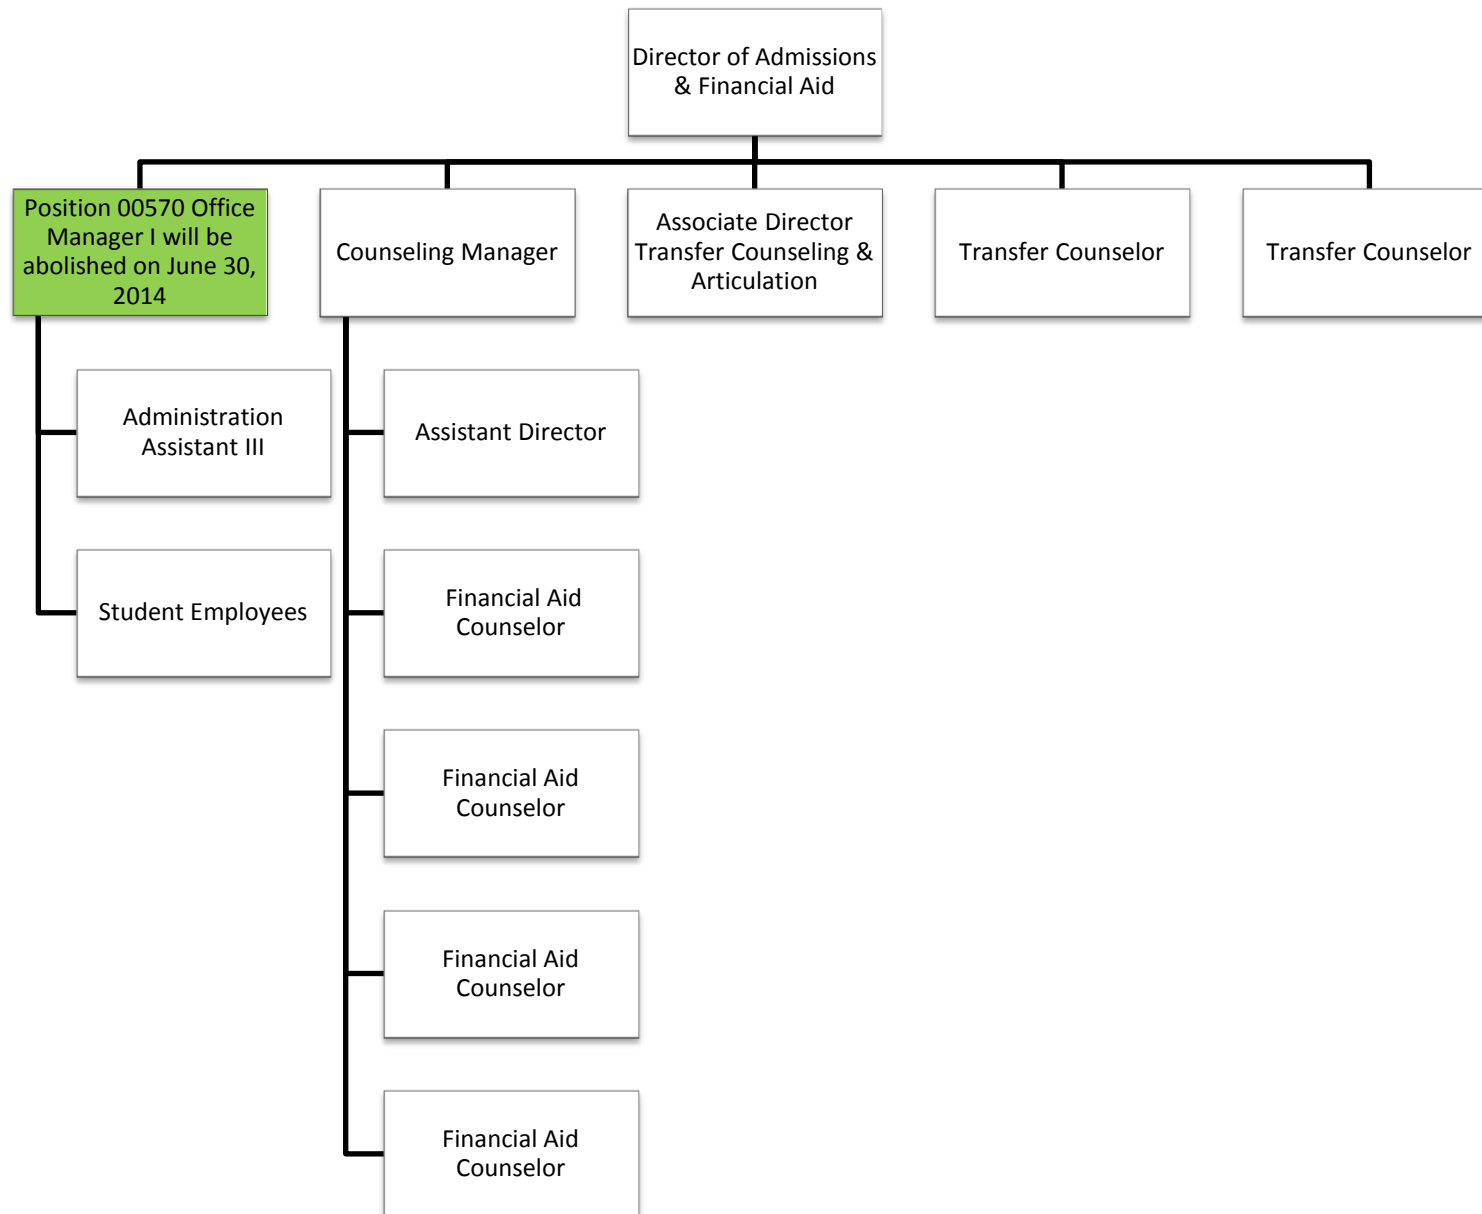 Director of Admissions
& Financial Aid
Position 00570 Office
Manager I will be
abolished on June 30,
2014
Counseling Manager
Associate Director
Transfer Counseling &
Articulation
Transfer Counselor
Transfer Counselor
Administration
Assistant III
Assistant Director
Student Employees
Financial Aid
Counselor
Financial Aid
Counselor
Financial Aid
Counselor
Financial Aid
Counselor